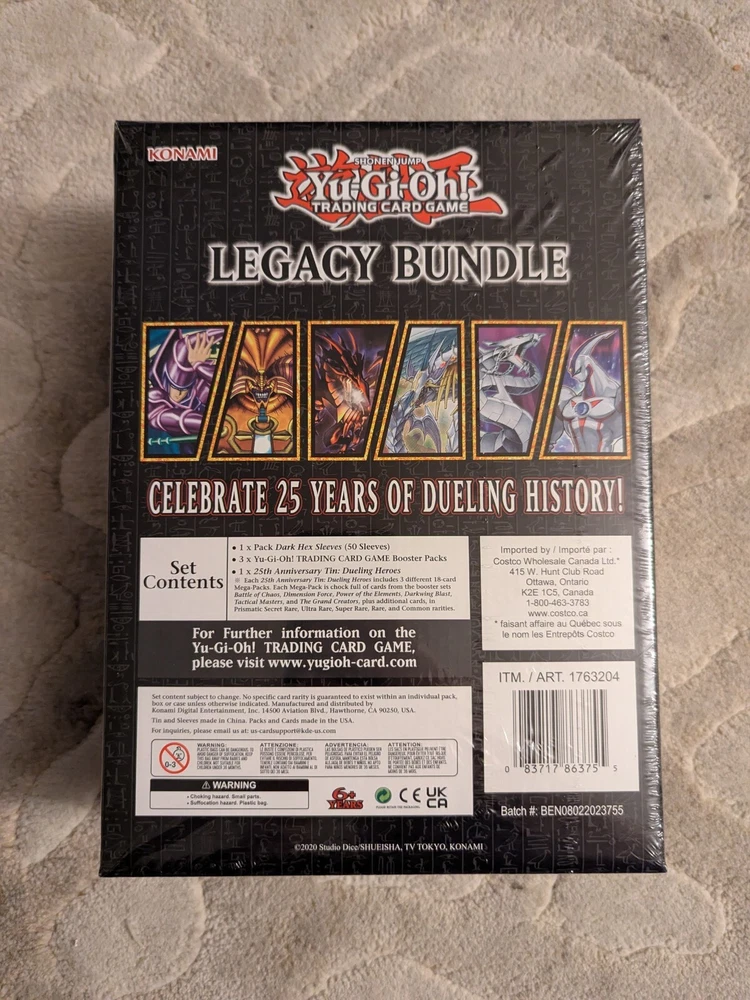 KONAMI
SHONEN JUMP
Yu-Gi-Oh!
TRADING CARD GAME
LEGACY BUNDLE
CELEBRATE 25 YEARS OF DUELING HISTORY!
Set
Contents
• 1 x Pack Dark Hex Sleeves (50 Sleeves)
• 3 x Yu-Gi-Oh! TRADING CARD GAME Booster Packs
• 1 x 25th Anniversary Tin: Dueling Heroes
※ Each 25th Anniversary Tin: Dueling Heroes includes 3 different 18-card
Mega-Packs. Each Mega-Pack is chock full of cards from the booster sets
Battle of Chaos, Dimension Force, Power of the Elements, Darkwing Blast,
Tactical Masters, and The Grand Creators, plus additional cards, in
Prismatic Secret Rare, Ultra Rare, Super Rare, Rare, and Common rarities.
For Further information on the
Yu-Gi-Oh! TRADING CARD GAME,
please visit www.yugioh-card.com
Imported by / Importé par :
Costco Wholesale Canada Ltd.*
415 W. Hunt Club Road
Ottawa, Ontario
K2E 1C5, Canada
1-800-463-3783
www.costco.ca
* faisant affaire au Québec sous
le nom les Entrepôts Costco
Set content subject to change. No specific card rarity is guaranteed to exist within an individual pack,
box or case unless otherwise indicated. Manufactured and distributed by
Konami Digital Entertainment, Inc. 14500 Aviation Blvd., Hawthorne, CA 90250, USA.
Tin and Sleeves made in China. Packs and Cards made in the USA.
For inquiries, please email us at: us-cardsupport@kde-us.com
ITM. / ART. 1763204
0 83717 86375 5
Batch #: BEN08022023755
0-3
WARNING:
ATTENZIONE:
ADVERTENCIA:
ATTENTION:
⚠ WARNING
• Choking hazard. Small parts.
• Suffocation hazard. Plastic bag.
6+
YEARS
CE
UK
CA
©2020 Studio Dice/SHUEISHA, TV TOKYO, KONAMI